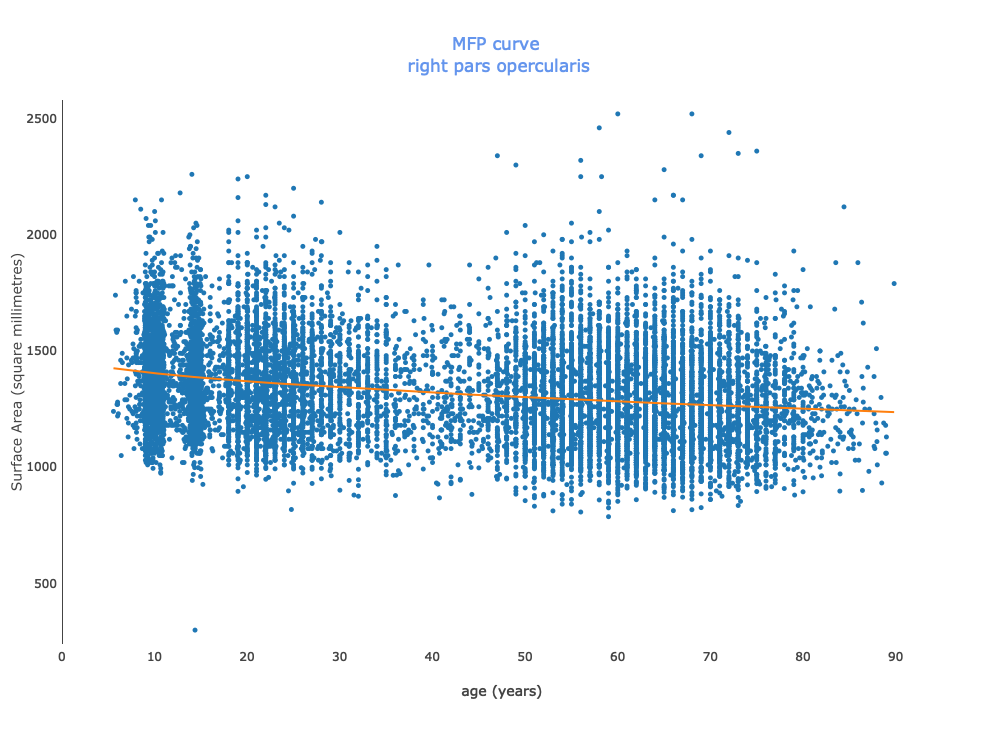 MFP curve
right pars opercularis
2500
2000
1500
1000
500
Surface Area (square millimetres)
0 10 20 30 40 50 60 70 80 90
age (years)